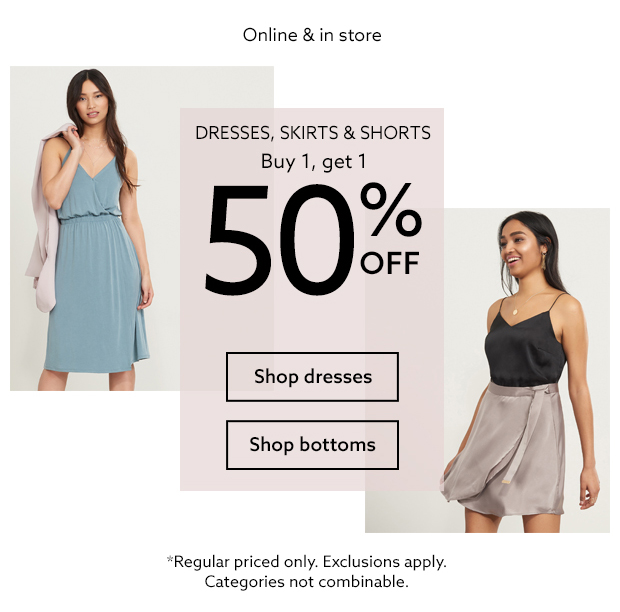 Online & in store
DRESSES, SKIRTS & SHORTS
Buy 1, get 1
50%
OFF
Shop dresses
Shop bottoms
*Regular priced only. Exclusions apply.
Categories not combinable.